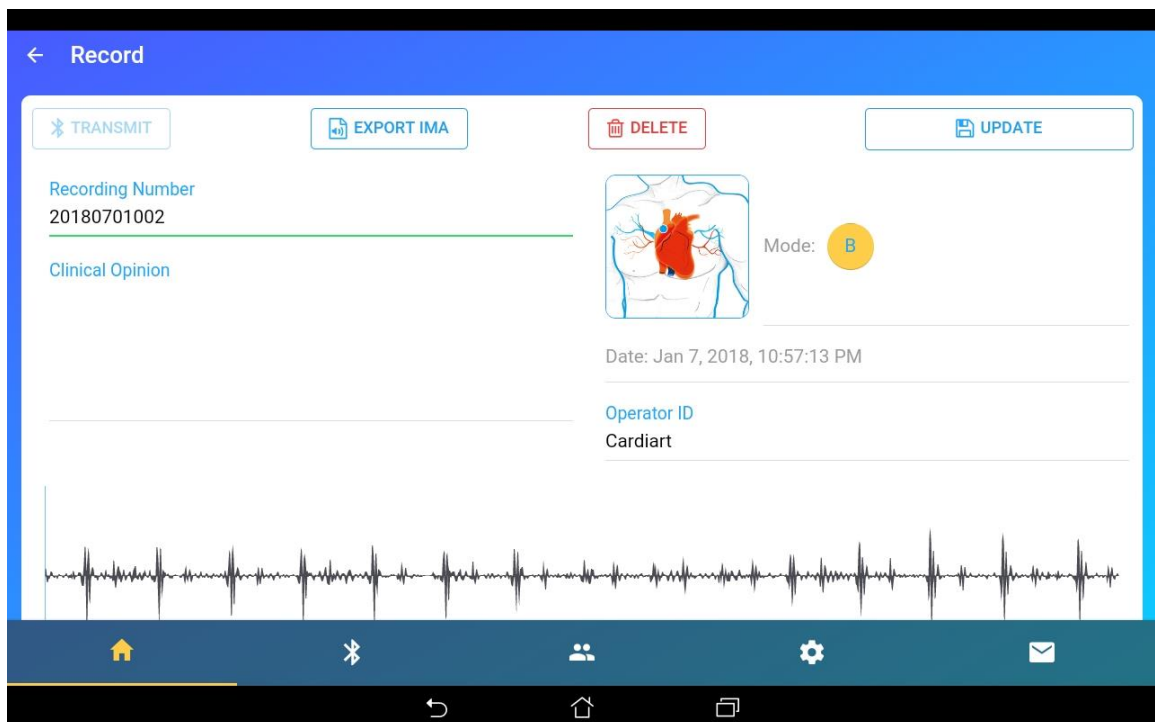 Record
TRANSMIT
EXPORT IMA
DELETE
UPDATE
Recording Number
20180701002
Clinical Opinion
Mode: B
Date: Jan 7, 2018, 10:57:13 PM
Operator ID
Cardiart